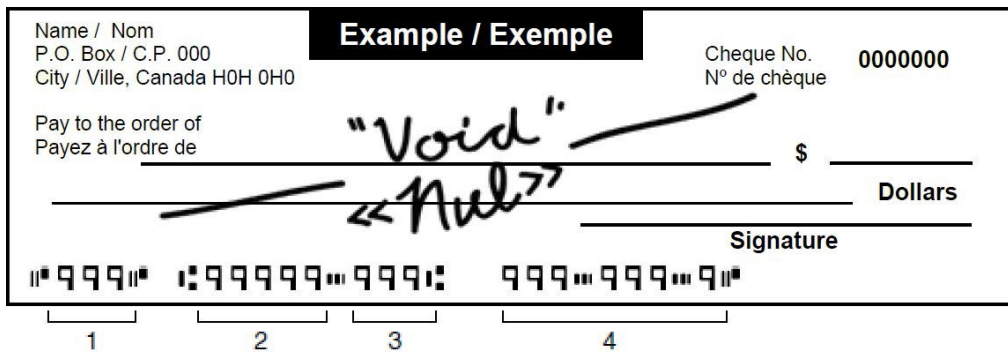 Example / Exemple
Name / Nom
P.O. Box / C.P. 000
City / Ville, Canada H0H 0H0
Cheque No. 0000000
Nº de chèque
Pay to the order of
Payez à l'ordre de
"Void"
$
«Nul»
Dollars
Signature
⑈999⑈ ⑆99999⑉999⑆ 999⑉999⑉9⑈
1 2 3 4